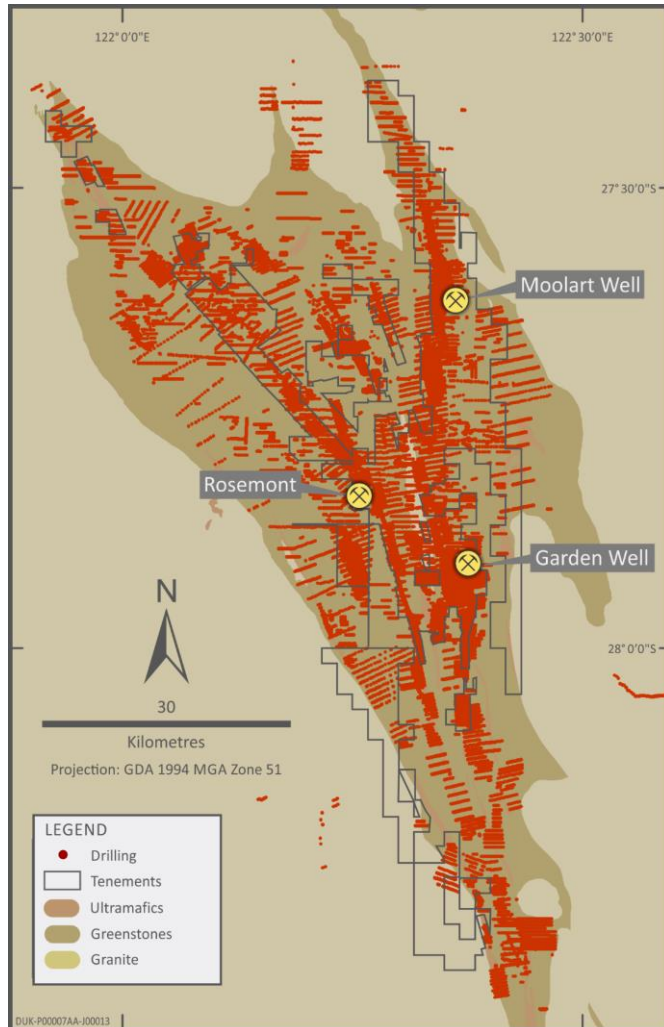 122° 0'0"E
122° 30'0"E
27° 30'0"S
Moolart Well
Rosemont
Garden Well
N
28° 0'0"S
30
Kilometres
Projection: GDA 1994 MGA Zone 51
LEGEND
Drilling
Tenements
Ultramafics
Greenstones
Granite
DUK-P00007AA-J00013